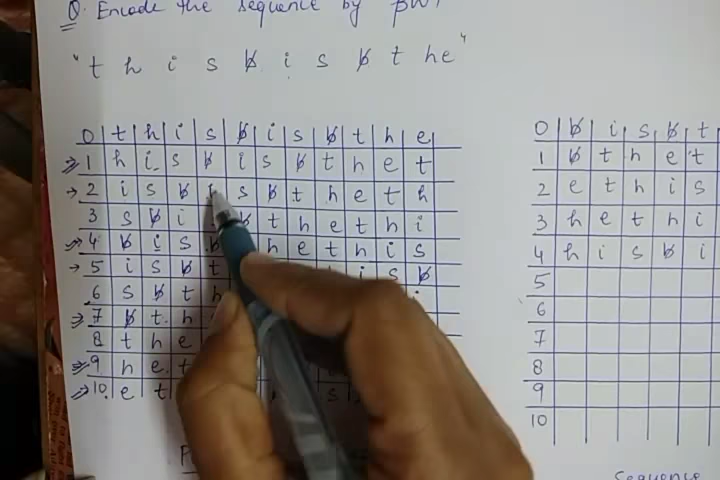 Q. Encode the sequence by BWT
"t h i s b̸ i s b̸ t he"
0 t h i s b̸ i s b̸ t h e
1 h i s b̸ i s b̸ t h e t
2 i s b̸ i s b̸ t h e t h
3 s b̸ i b̸ t h e t h i
4 b̸ i s b̸ h e t h i s
5 i s b̸ t i s b̸
6 s b̸ t h
7 b̸ t h
8 t h e
9 h e t
10. e t s
0 b̸ i s b̸ t
1 b̸ t h e t
2 e t h i s
3 h e t h i
4 h i s b̸ i
5
6
7
8
9
10
Sequence